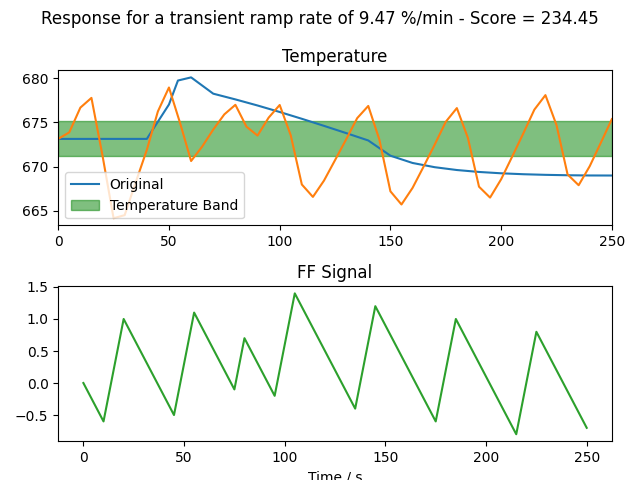 Response for a transient ramp rate of 9.47 %/min - Score = 234.45
Temperature
680
675
670
665
Original
Temperature Band
0 50 100 150 200 250
FF Signal
1.5
1.0
0.5
0.0
−0.5
0 50 100 150 200 250
Time / s